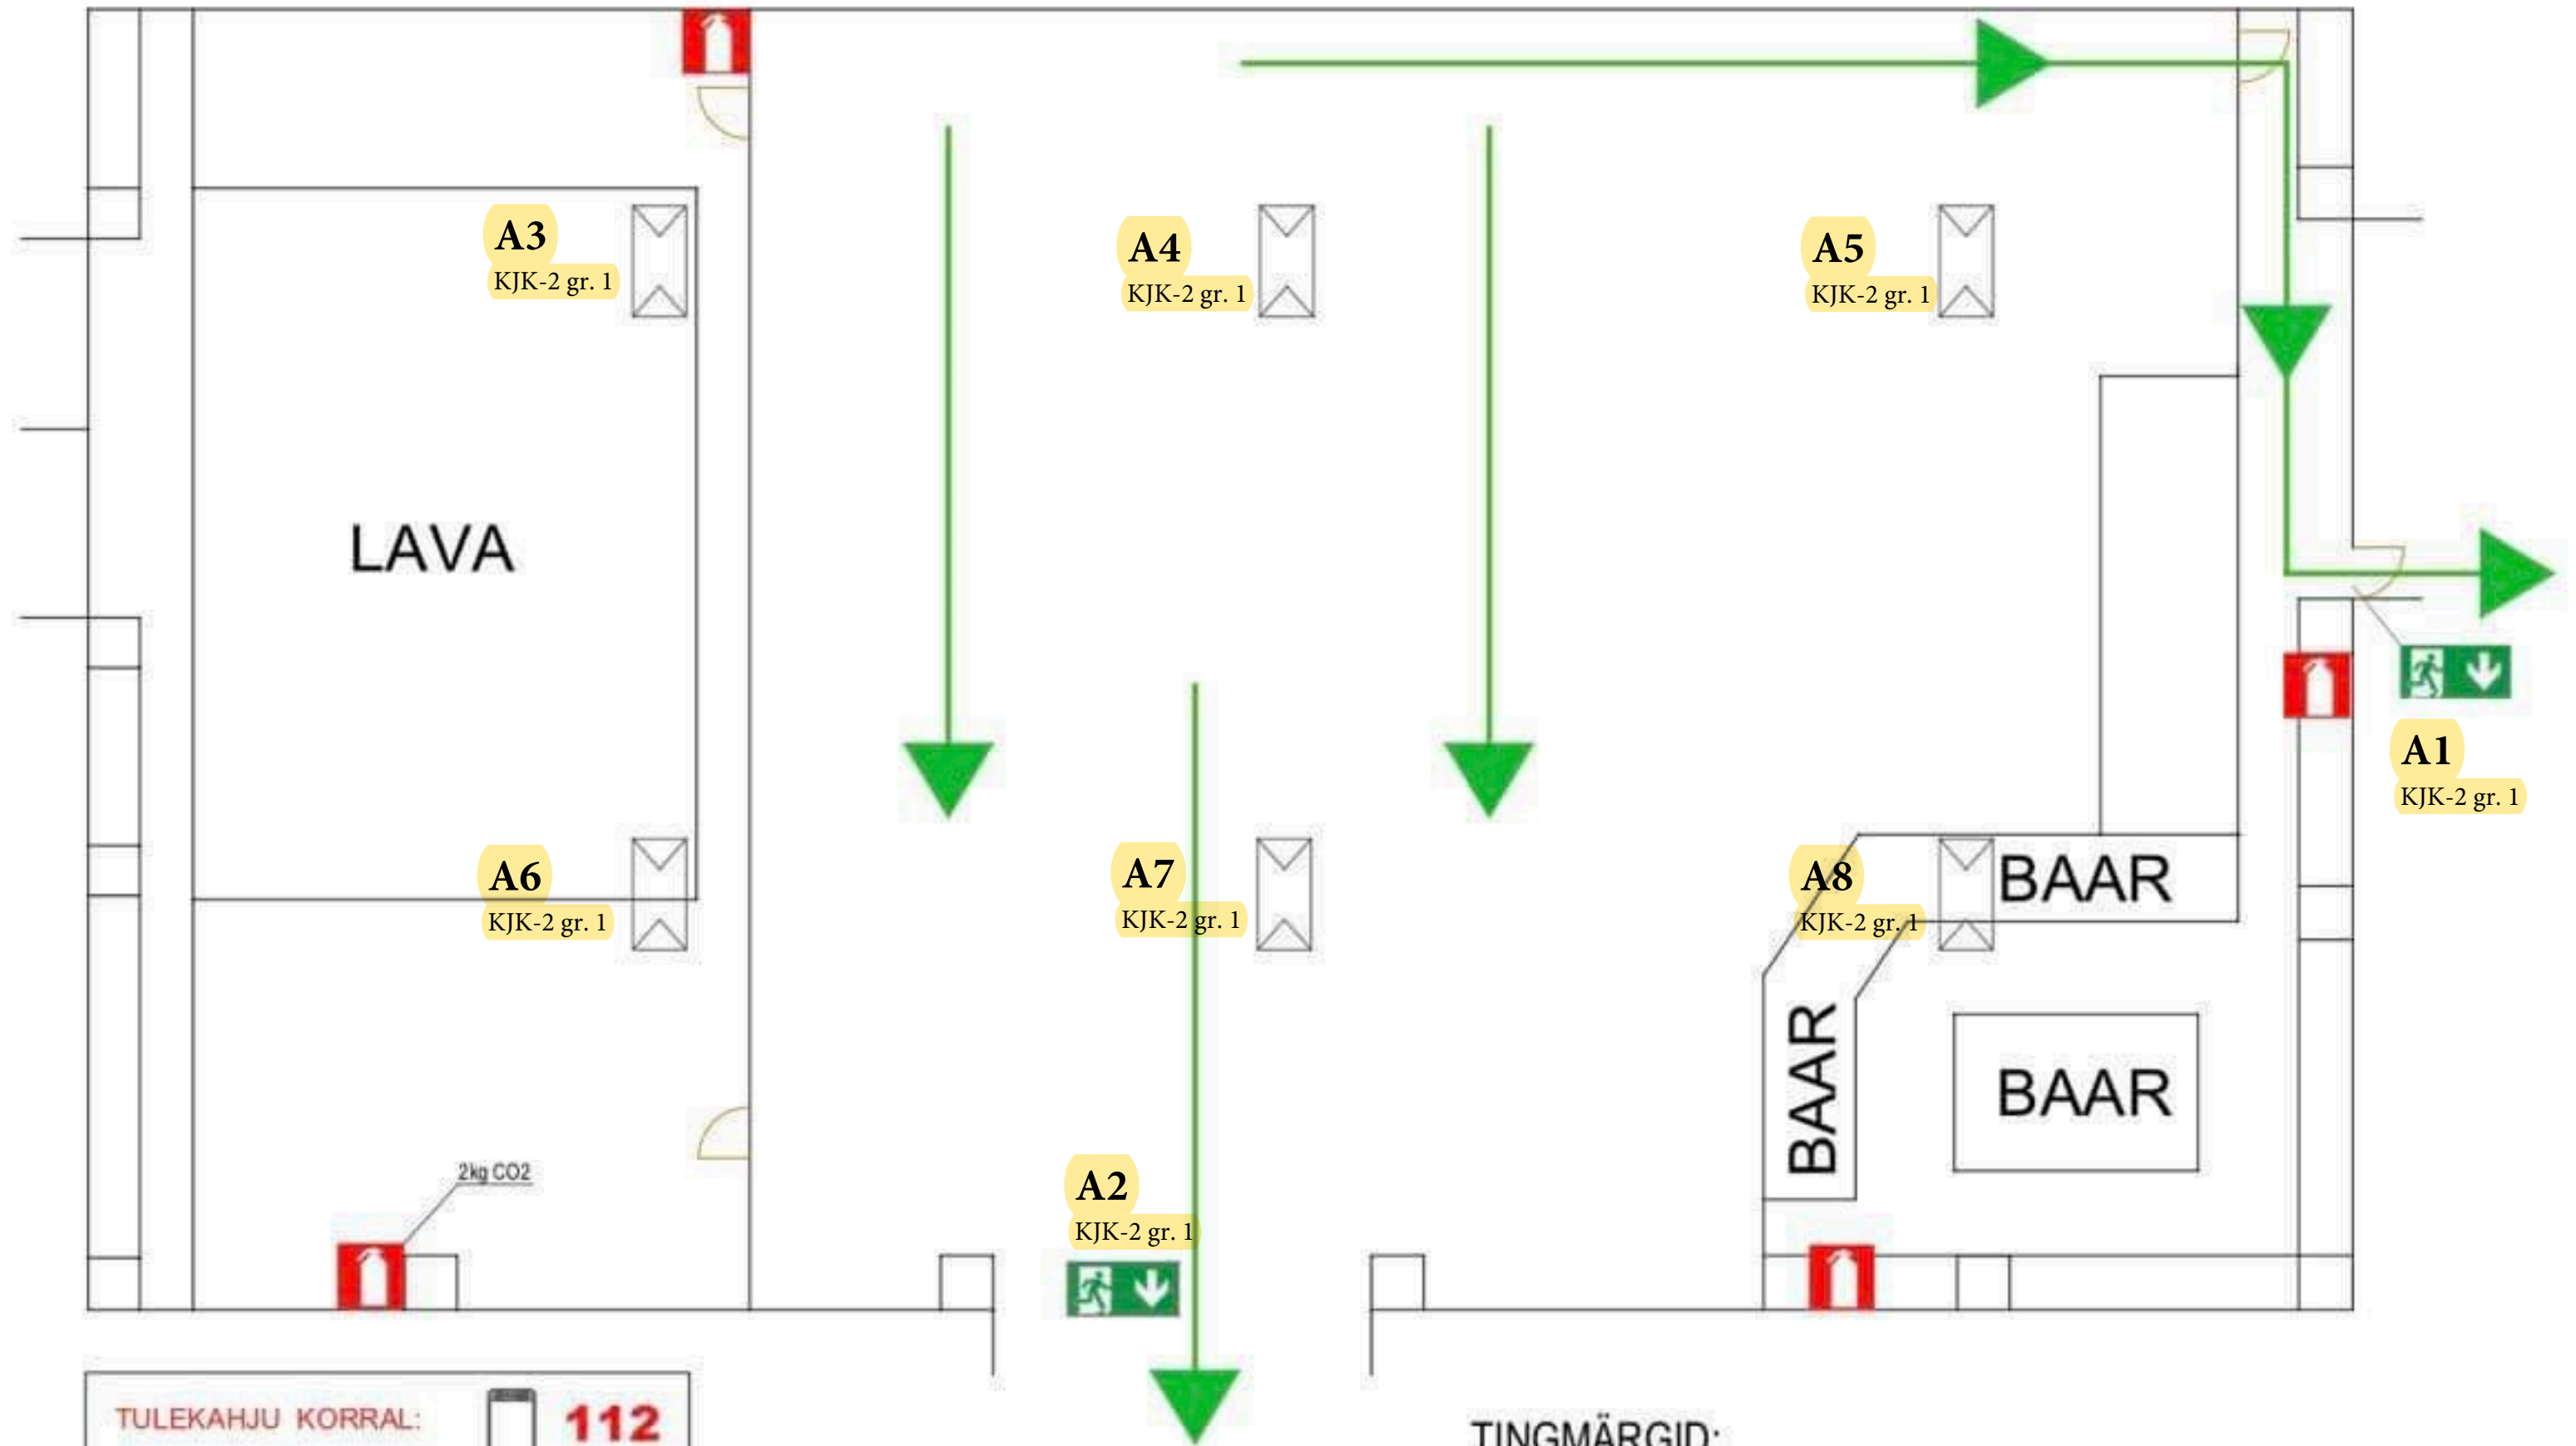 A3
KJK-2 gr. 1
A4
KJK-2 gr. 1
A5
KJK-2 gr. 1
LAVA
A1
KJK-2 gr. 1
A6
KJK-2 gr. 1
A7
KJK-2 gr. 1
A8
KJK-2 gr. 1
BAAR
BAAR
BAAR
2kg CO2
A2
KJK-2 gr. 1
TULEKAHJU KORRAL:
112
TINGMÄRGID: